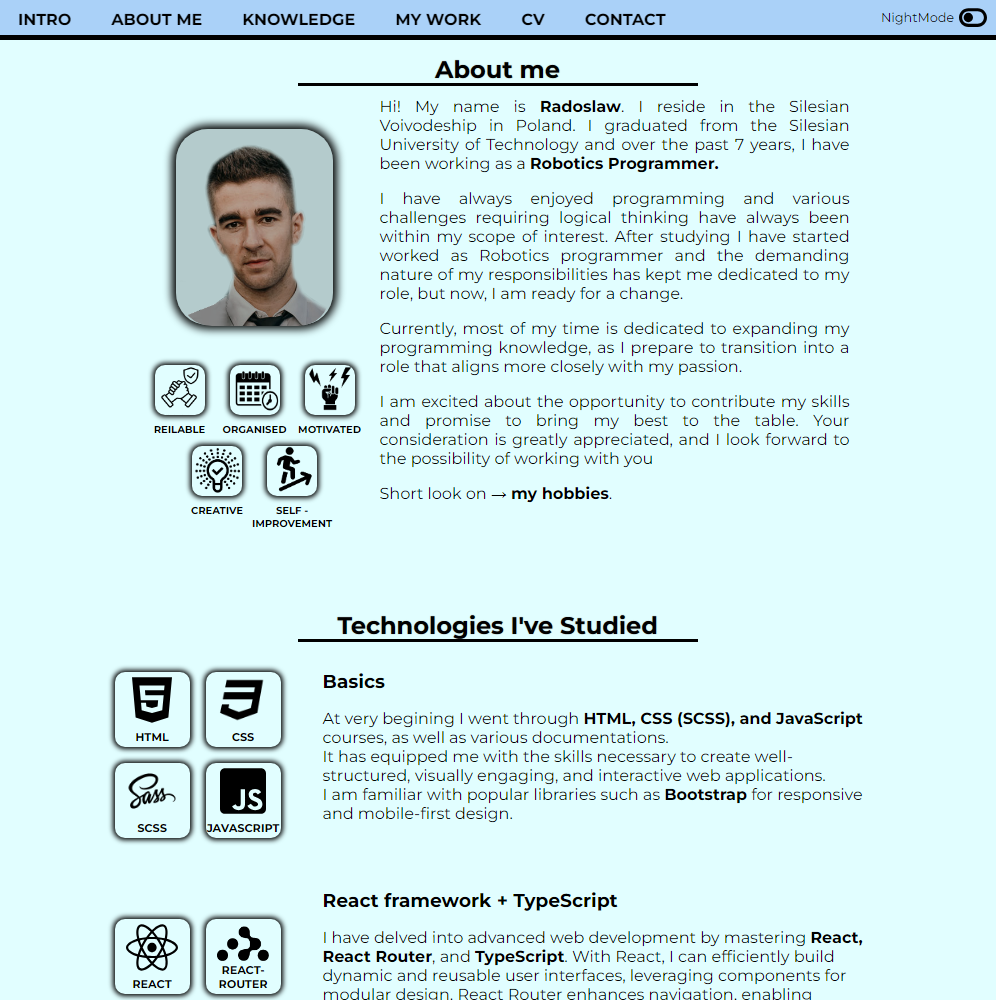 INTRO ABOUT ME KNOWLEDGE MY WORK CV CONTACT NightMode
About me
Hi! My name is Radoslaw. I reside in the Silesian
Voivodeship in Poland. I graduated from the Silesian
University of Technology and over the past 7 years, I have
been working as a Robotics Programmer.
I have always enjoyed programming and various
challenges requiring logical thinking have always been
within my scope of interest. After studying I have started
worked as Robotics programmer and the demanding
nature of my responsibilities has kept me dedicated to my
role, but now, I am ready for a change.
Currently, most of my time is dedicated to expanding my
programming knowledge, as I prepare to transition into a
role that aligns more closely with my passion.
I am excited about the opportunity to contribute my skills
and promise to bring my best to the table. Your
consideration is greatly appreciated, and I look forward to
the possibility of working with you
Short look on → my hobbies.
REILABLE ORGANISED MOTIVATED
CREATIVE SELF -
IMPROVEMENT
Technologies I've Studied
HTML CSS
SCSS JS JAVASCRIPT
Basics
At very begining I went through HTML, CSS (SCSS), and JavaScript
courses, as well as various documentations.
It has equipped me with the skills necessary to create well-
structured, visually engaging, and interactive web applications.
I am familiar with popular libraries such as Bootstrap for responsive
and mobile-first design.
REACT REACT-
ROUTER
React framework + TypeScript
I have delved into advanced web development by mastering React,
React Router, and TypeScript. With React, I can efficiently build
dynamic and reusable user interfaces, leveraging components for
modular design. React Router enhances navigation, enabling